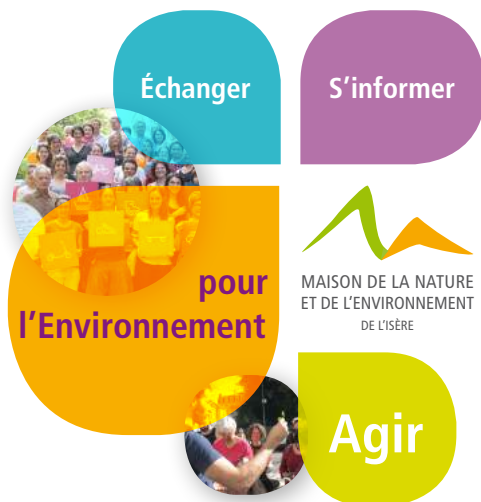 Échanger
S'informer
pour
l'Environnement
MAISON DE LA NATURE
ET DE L'ENVIRONNEMENT
DE L'ISÈRE
Agir